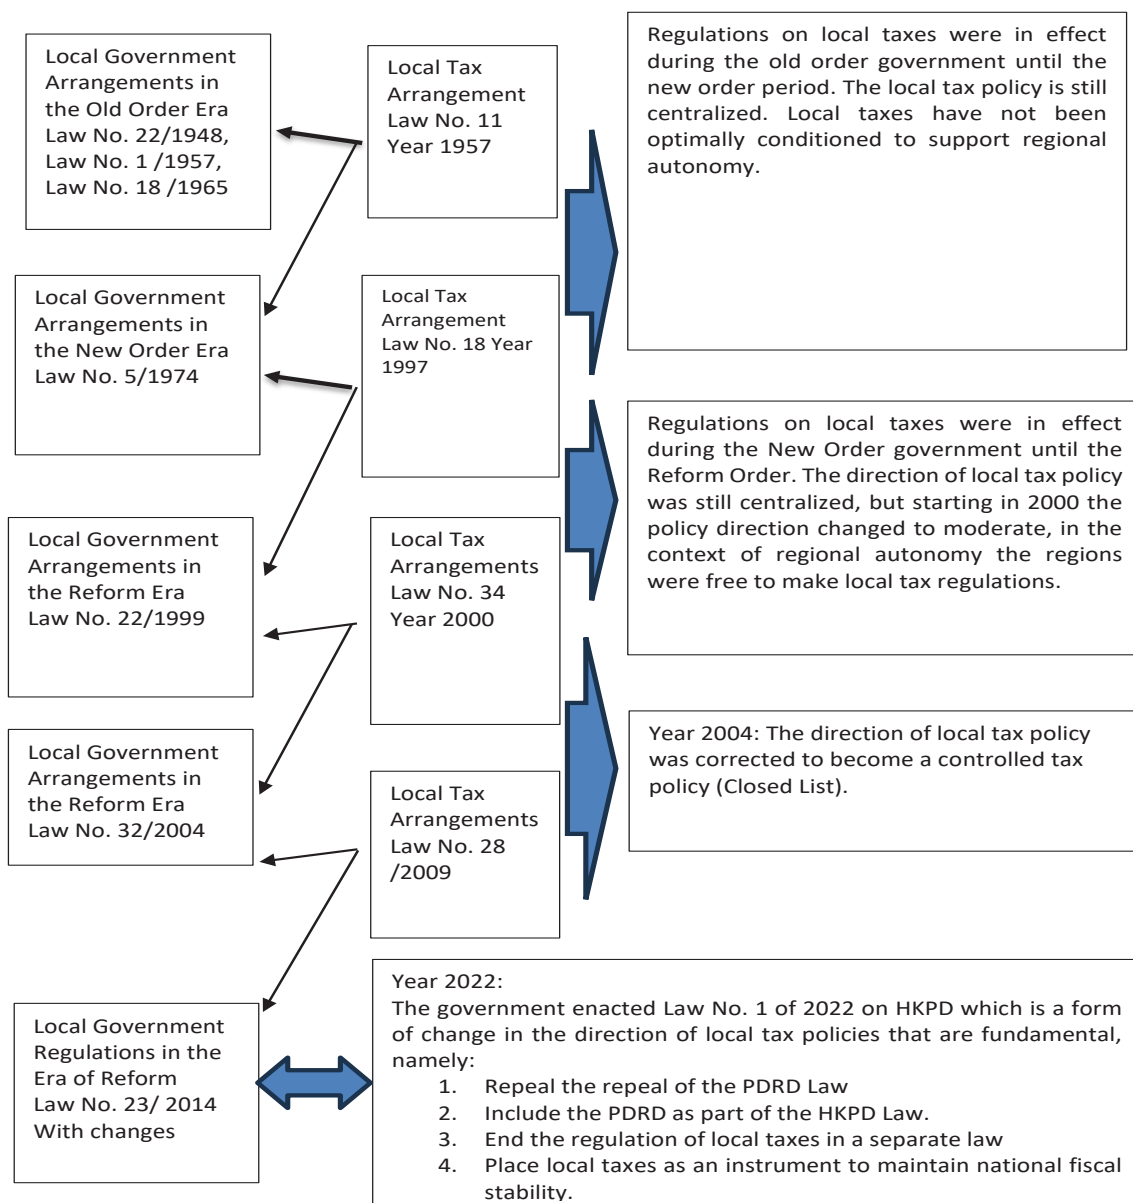 Local Government
Arrangements in
the Old Order Era
Law No. 22/1948,
Law No. 1 /1957,
Law No. 18 /1965
Local Tax
Arrangement
Law No. 11
Year 1957
Regulations on local taxes were in effect
during the old order government until the
new order period. The local tax policy is still
centralized. Local taxes have not been
optimally conditioned to support regional
autonomy.
Local Government
Arrangements in
the New Order Era
Law No. 5/1974
Local Tax
Arrangement
Law No. 18 Year
1997
Regulations on local taxes were in effect
during the New Order government until the
Reform Order. The direction of local tax policy
was still centralized, but starting in 2000 the
policy direction changed to moderate, in the
context of regional autonomy the regions
were free to make local tax regulations.
Local Government
Arrangements in
the Reform Era
Law No. 22/1999
Local Tax
Arrangements
Law No. 34
Year 2000
Year 2004: The direction of local tax policy
was corrected to become a controlled tax
policy (Closed List).
Local Government
Arrangements in
the Reform Era
Law No. 32/2004
Local Tax
Arrangements
Law No. 28
/2009
Local Government
Regulations in the
Era of Reform
Law No. 23/ 2014
With changes
Year 2022:
The government enacted Law No. 1 of 2022 on HKPD which is a form
of change in the direction of local tax policies that are fundamental,
namely:
1. Repeal the repeal of the PDRD Law
2. Include the PDRD as part of the HKPD Law.
3. End the regulation of local taxes in a separate law
4. Place local taxes as an instrument to maintain national fiscal
stability.